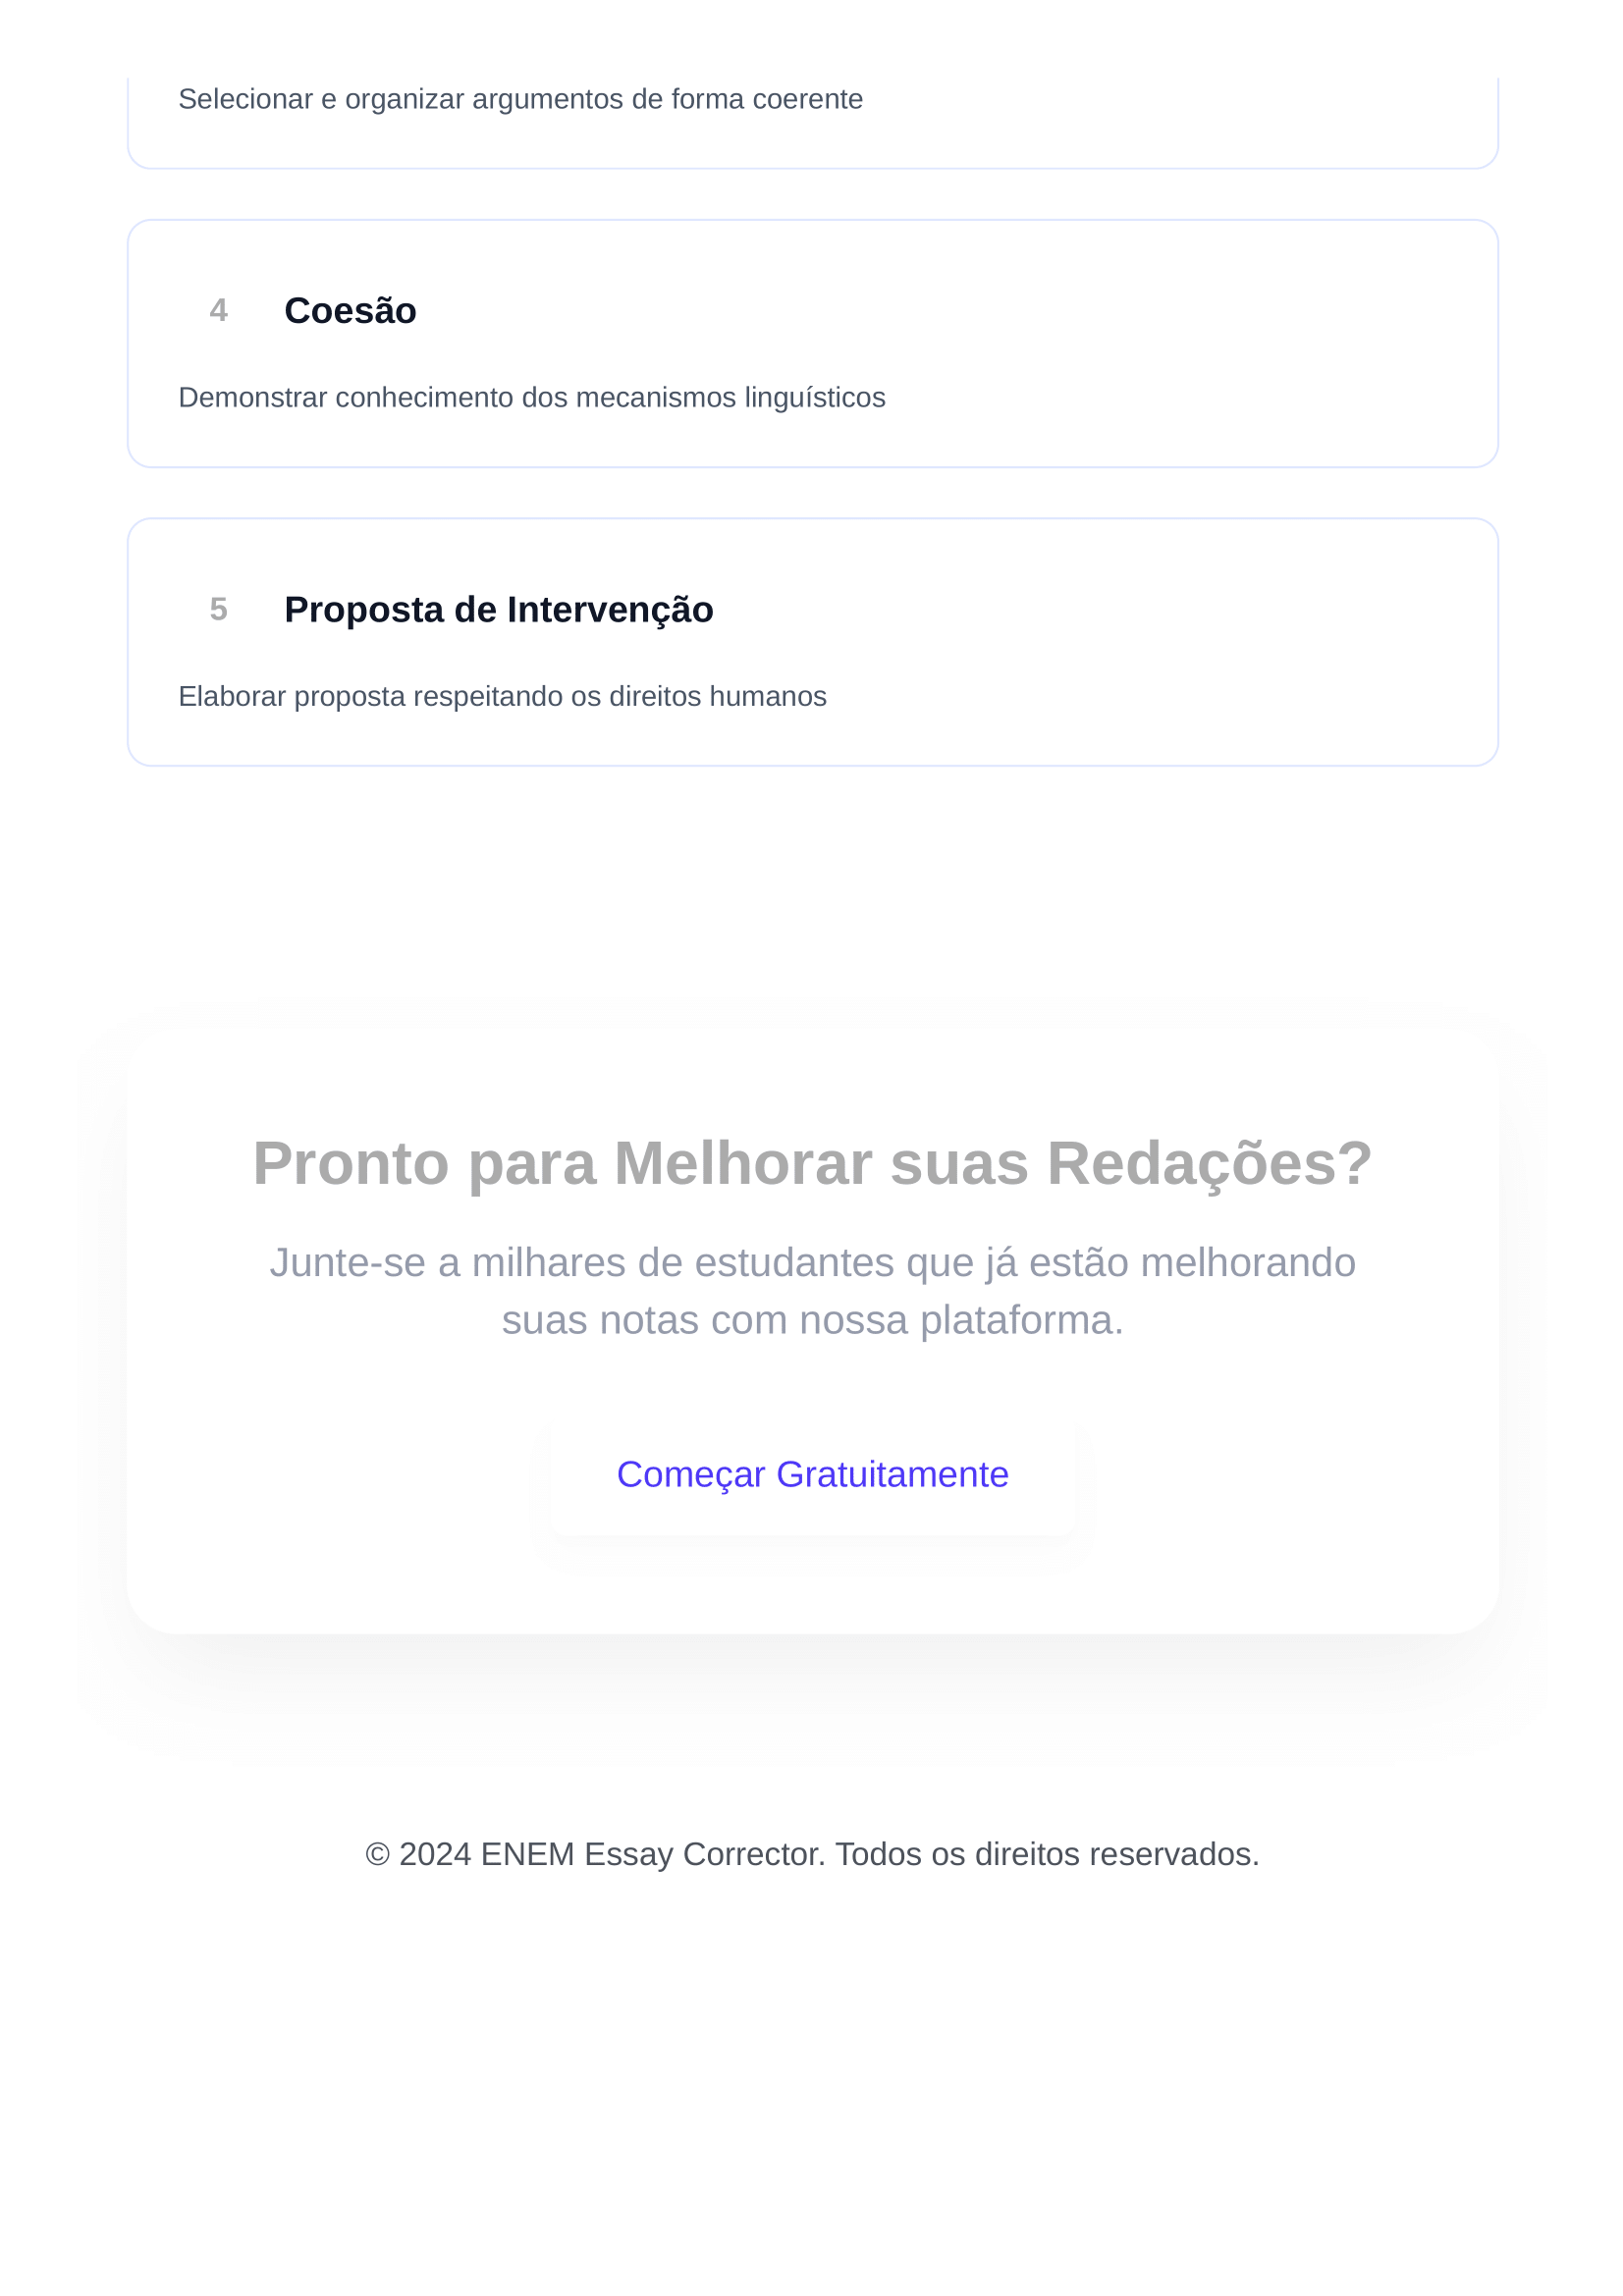 Selecionar e organizar argumentos de forma coerente
4 Coesão
Demonstrar conhecimento dos mecanismos linguísticos
5 Proposta de Intervenção
Elaborar proposta respeitando os direitos humanos
Pronto para Melhorar suas Redações?
Junte-se a milhares de estudantes que já estão melhorando
suas notas com nossa plataforma.
Começar Gratuitamente
© 2024 ENEM Essay Corrector. Todos os direitos reservados.